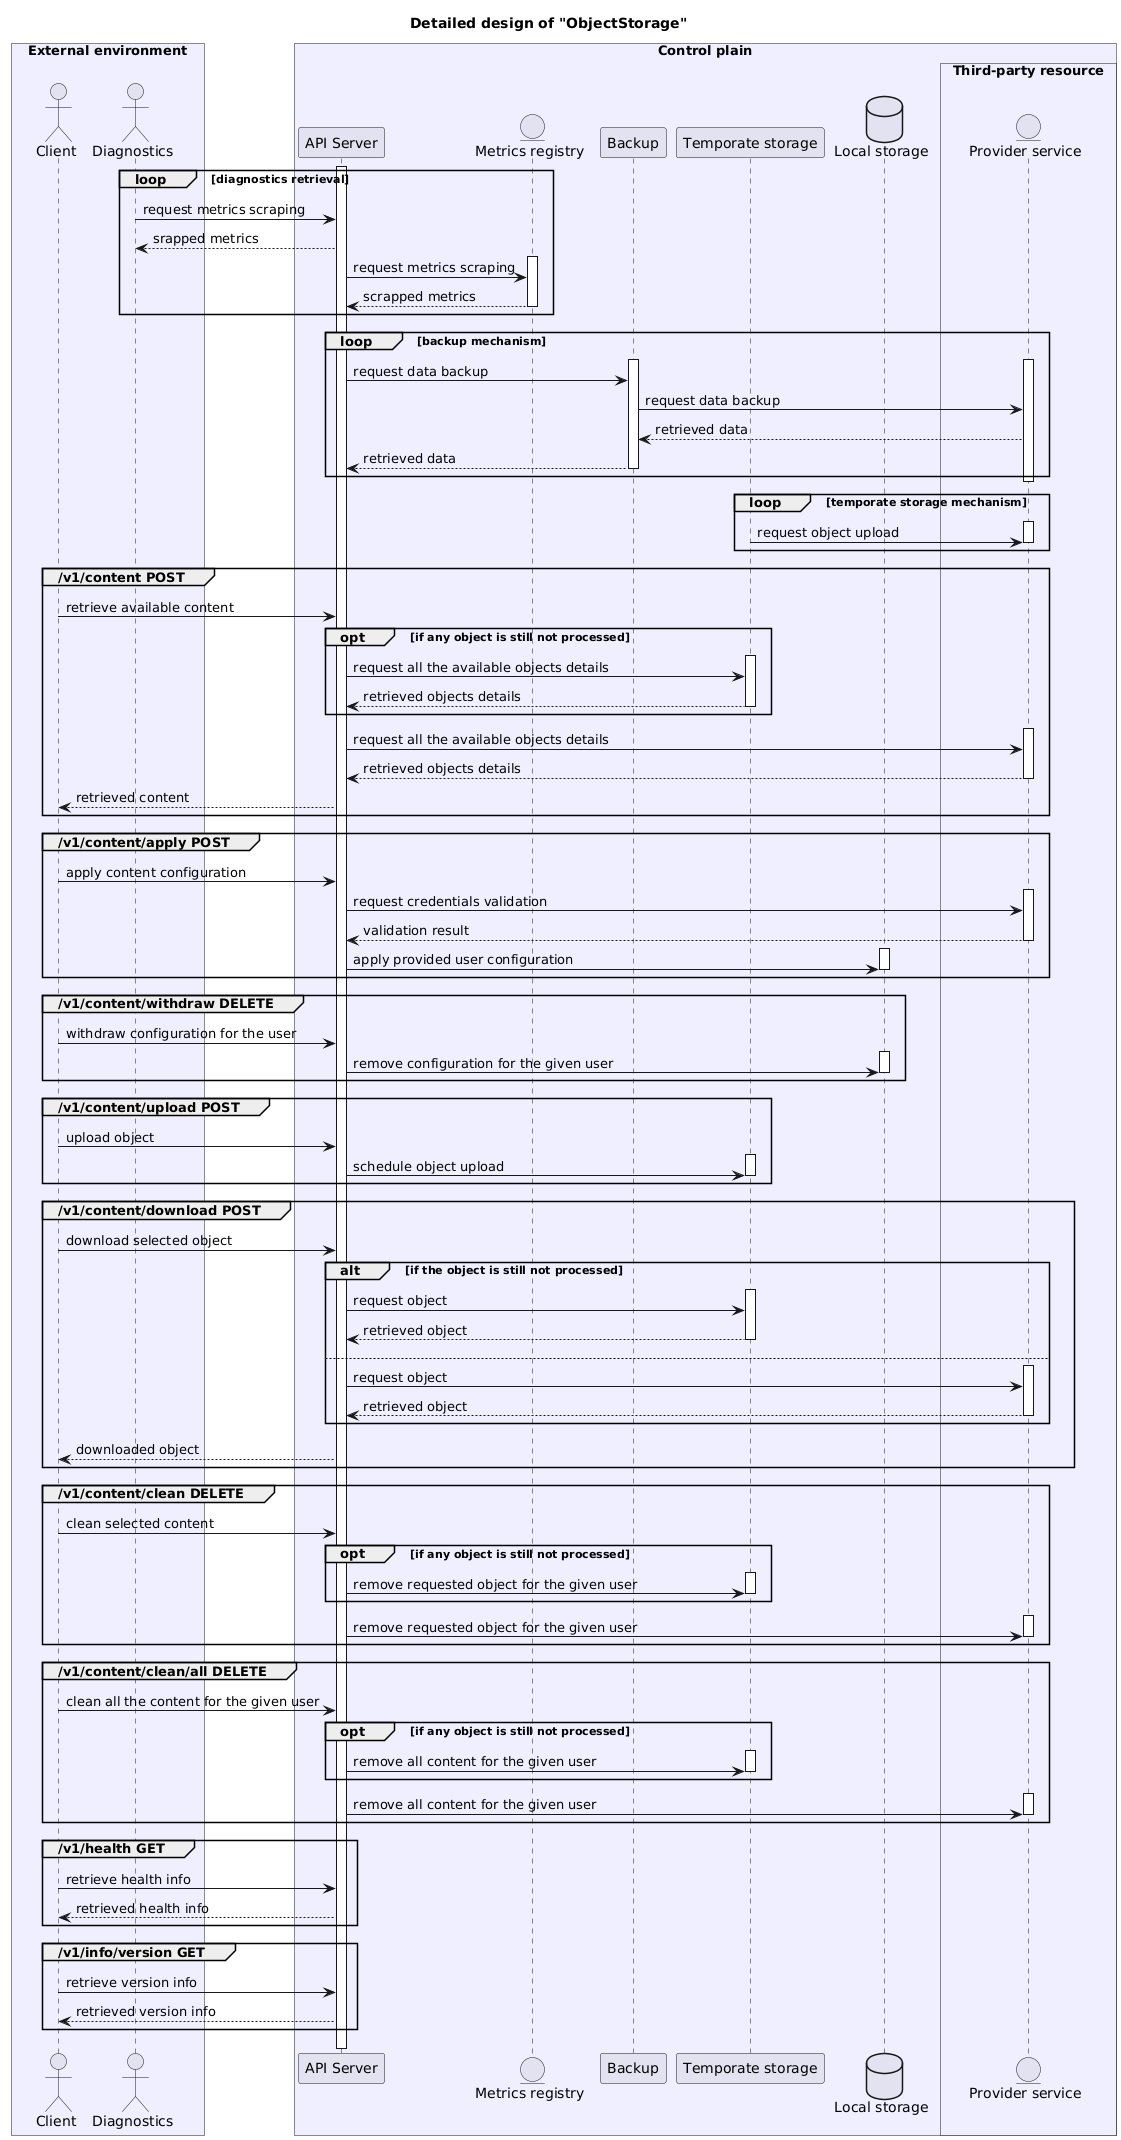 Detailed design of "ObjectStorage"
External environment
Control plain
Third-party resource
Client
Diagnostics
API Server
Metrics registry
Backup
Temporate storage
Local storage
Provider service
loop [diagnostics retrieval]
request metrics scraping
srapped metrics
request metrics scraping
scrapped metrics
loop [backup mechanism]
request data backup
request data backup
retrieved data
retrieved data
loop [temporate storage mechanism]
request object upload
/v1/content POST
retrieve available content
opt [if any object is still not processed]
request all the available objects details
retrieved objects details
request all the available objects details
retrieved objects details
retrieved content
/v1/content/apply POST
apply content configuration
request credentials validation
validation result
apply provided user configuration
/v1/content/withdraw DELETE
withdraw configuration for the user
remove configuration for the given user
/v1/content/upload POST
upload object
schedule object upload
/v1/content/download POST
download selected object
alt [if the object is still not processed]
request object
retrieved object
request object
retrieved object
downloaded object
/v1/content/clean DELETE
clean selected content
opt [if any object is still not processed]
remove requested object for the given user
remove requested object for the given user
/v1/content/clean/all DELETE
clean all the content for the given user
opt [if any object is still not processed]
remove all content for the given user
remove all content for the given user
/v1/health GET
retrieve health info
retrieved health info
/v1/info/version GET
retrieve version info
retrieved version info
Client
Diagnostics
API Server
Metrics registry
Backup
Temporate storage
Local storage
Provider service